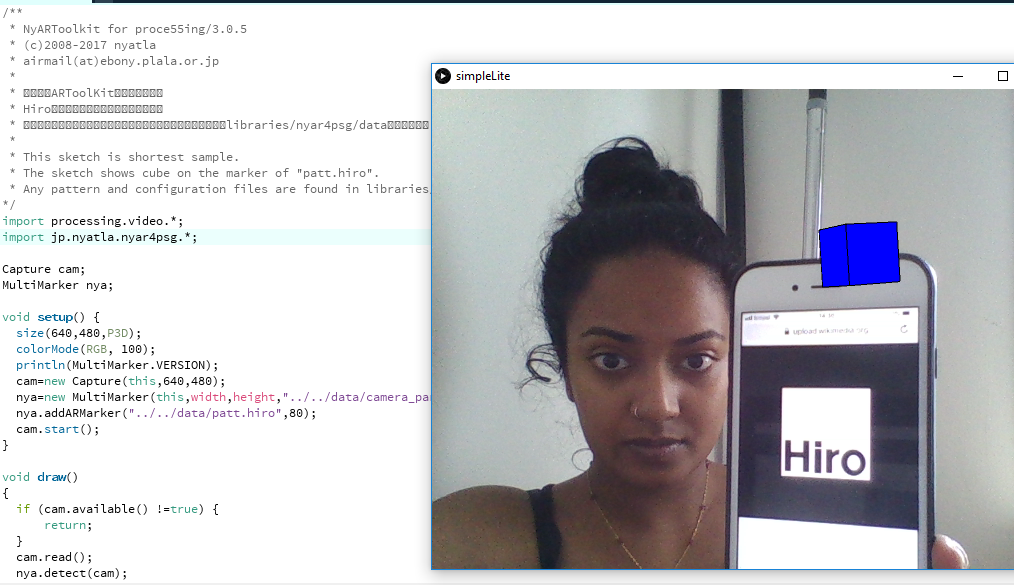 /**
* NyARToolkit for proce55ing/3.0.5
* (c)2008-2017 nyatla
* airmail(at)ebony.plala.or.jp
*
* ARToolKit
* Hiro
* libraries/nyar4psg/data
*
* This sketch is shortest sample.
* The sketch shows cube on the marker of "patt.hiro".
* Any pattern and configuration files are found in libraries
*/
import processing.video.*;
import jp.nyatla.nyar4psg.*;
Capture cam;
MultiMarker nya;
void setup() {
size(640,480,P3D);
colorMode(RGB, 100);
println(MultiMarker.VERSION);
cam=new Capture(this,640,480);
nya=new MultiMarker(this,width,height,"../../data/camera_pa
nya.addARMarker("../../data/patt.hiro",80);
cam.start();
}
void draw()
{
if (cam.available() !=true) {
return;
}
cam.read();
nya.detect(cam);
simpleLite
upload.wikimedia.org
Hiro